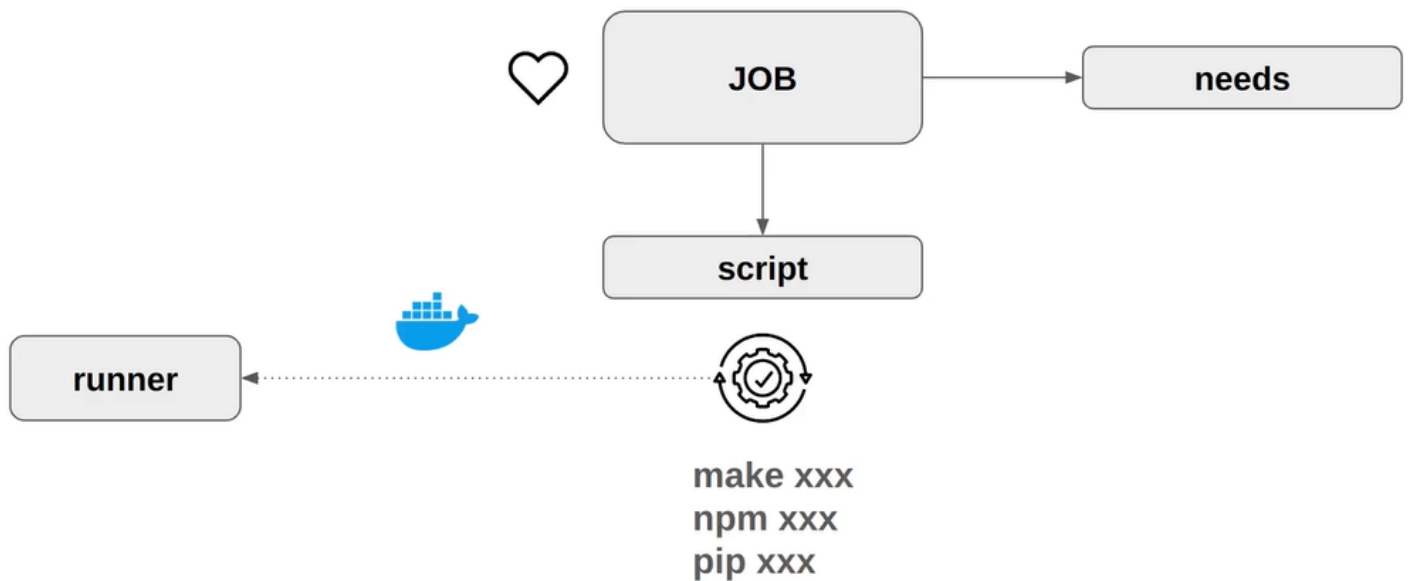 JOB
needs
script
runner
make xxx
npm xxx
pip xxx